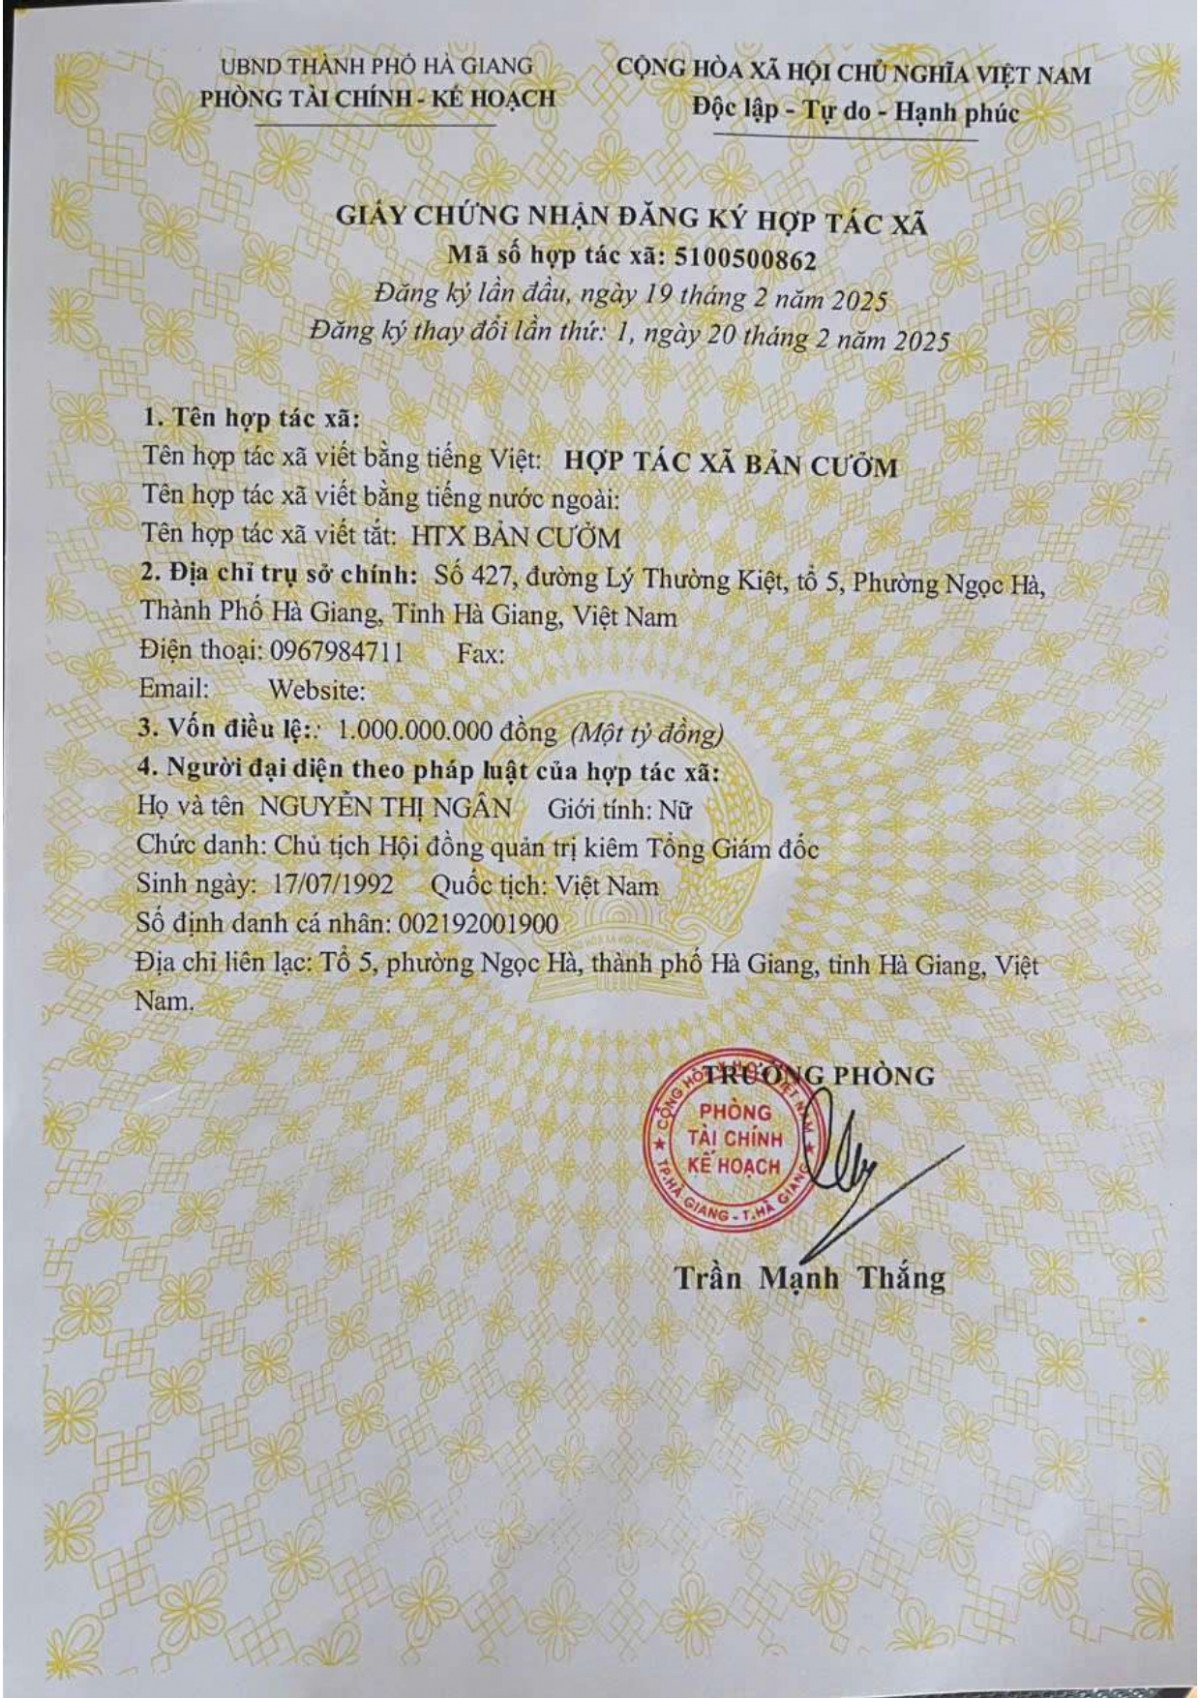 UBND THÀNH PHỐ HÀ GIANG
PHÒNG TÀI CHÍNH - KẾ HOẠCH
CỘNG HÒA XÃ HỘI CHỦ NGHĨA VIỆT NAM
Độc lập - Tự do - Hạnh phúc
GIẤY CHỨNG NHẬN ĐĂNG KÝ HỢP TÁC XÃ
Mã số hợp tác xã: 5100500862
Đăng ký lần đầu, ngày 19 tháng 2 năm 2025
Đăng ký thay đổi lần thứ: 1, ngày 20 tháng 2 năm 2025
1. Tên hợp tác xã:
Tên hợp tác xã viết bằng tiếng Việt: HỢP TÁC XÃ BẢN CƯỞM
Tên hợp tác xã viết bằng tiếng nước ngoài:
Tên hợp tác xã viết tắt: HTX BẢN CƯỞM
2. Địa chỉ trụ sở chính: Số 427, đường Lý Thường Kiệt, tổ 5, Phường Ngọc Hà,
Thành Phố Hà Giang, Tỉnh Hà Giang, Việt Nam
Điện thoại: 0967984711 Fax:
Email: Website:
3. Vốn điều lệ:: 1.000.000.000 đồng (Một tỷ đồng)
4. Người đại diện theo pháp luật của hợp tác xã:
Họ và tên NGUYỄN THỊ NGÂN Giới tính: Nữ
Chức danh: Chủ tịch Hội đồng quản trị kiêm Tổng Giám đốc
Sinh ngày: 17/07/1992 Quốc tịch: Việt Nam
Số định danh cá nhân: 002192001900
Địa chỉ liên lạc: Tổ 5, phường Ngọc Hà, thành phố Hà Giang, tỉnh Hà Giang, Việt
Nam.
TRƯỞNG PHÒNG
CỘNG HÒA X.H.C.N VIỆT NAM
PHÒNG
TÀI CHÍNH
KẾ HOẠCH
TP.HÀ GIANG - T.HÀ GIANG
Trần Mạnh Thắng